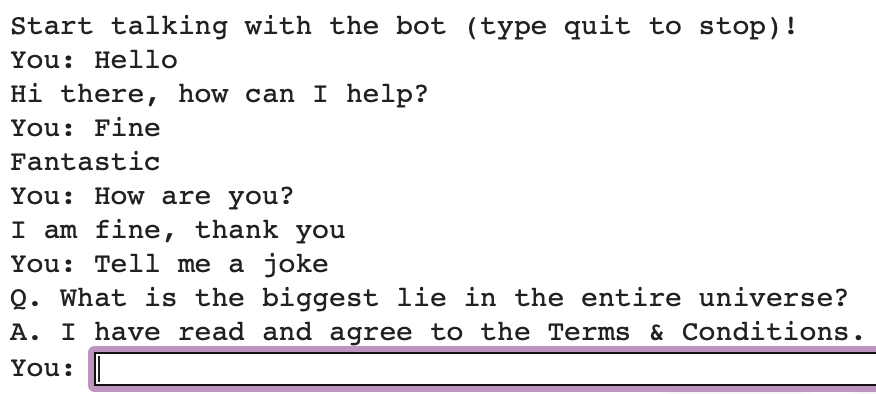 Start talking with the bot (type quit to stop)!
You: Hello
Hi there, how can I help?
You: Fine
Fantastic
You: How are you?
I am fine, thank you
You: Tell me a joke
Q. What is the biggest lie in the entire universe?
A. I have read and agree to the Terms & Conditions.
You: